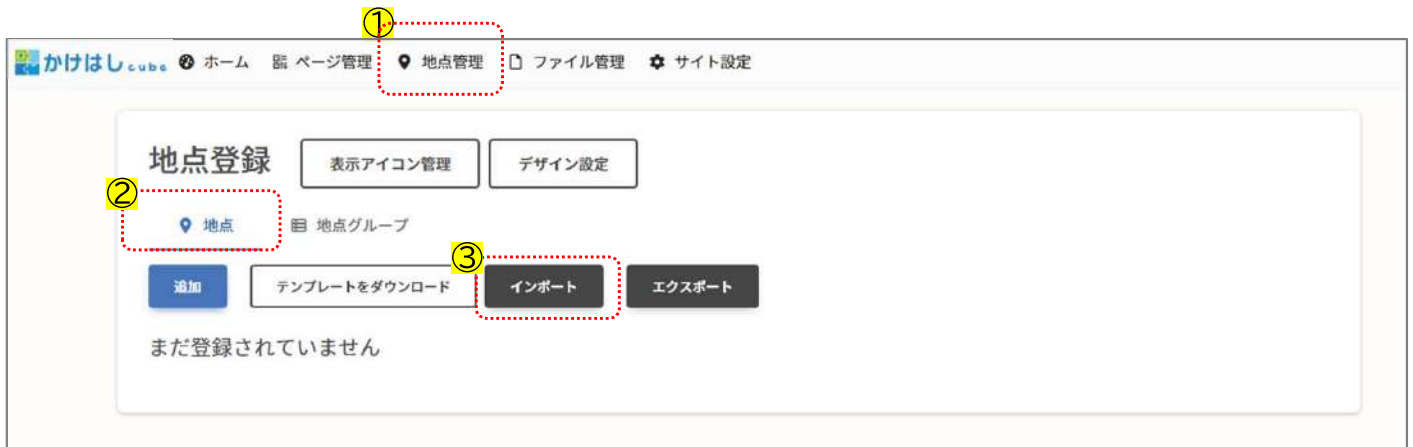 ①
かけはしcube ホーム ページ管理 地点管理 ファイル管理 サイト設定
地点登録 表示アイコン管理 デザイン設定
②
地点 地点グループ
③
追加 テンプレートをダウンロード インポート エクスポート
まだ登録されていません